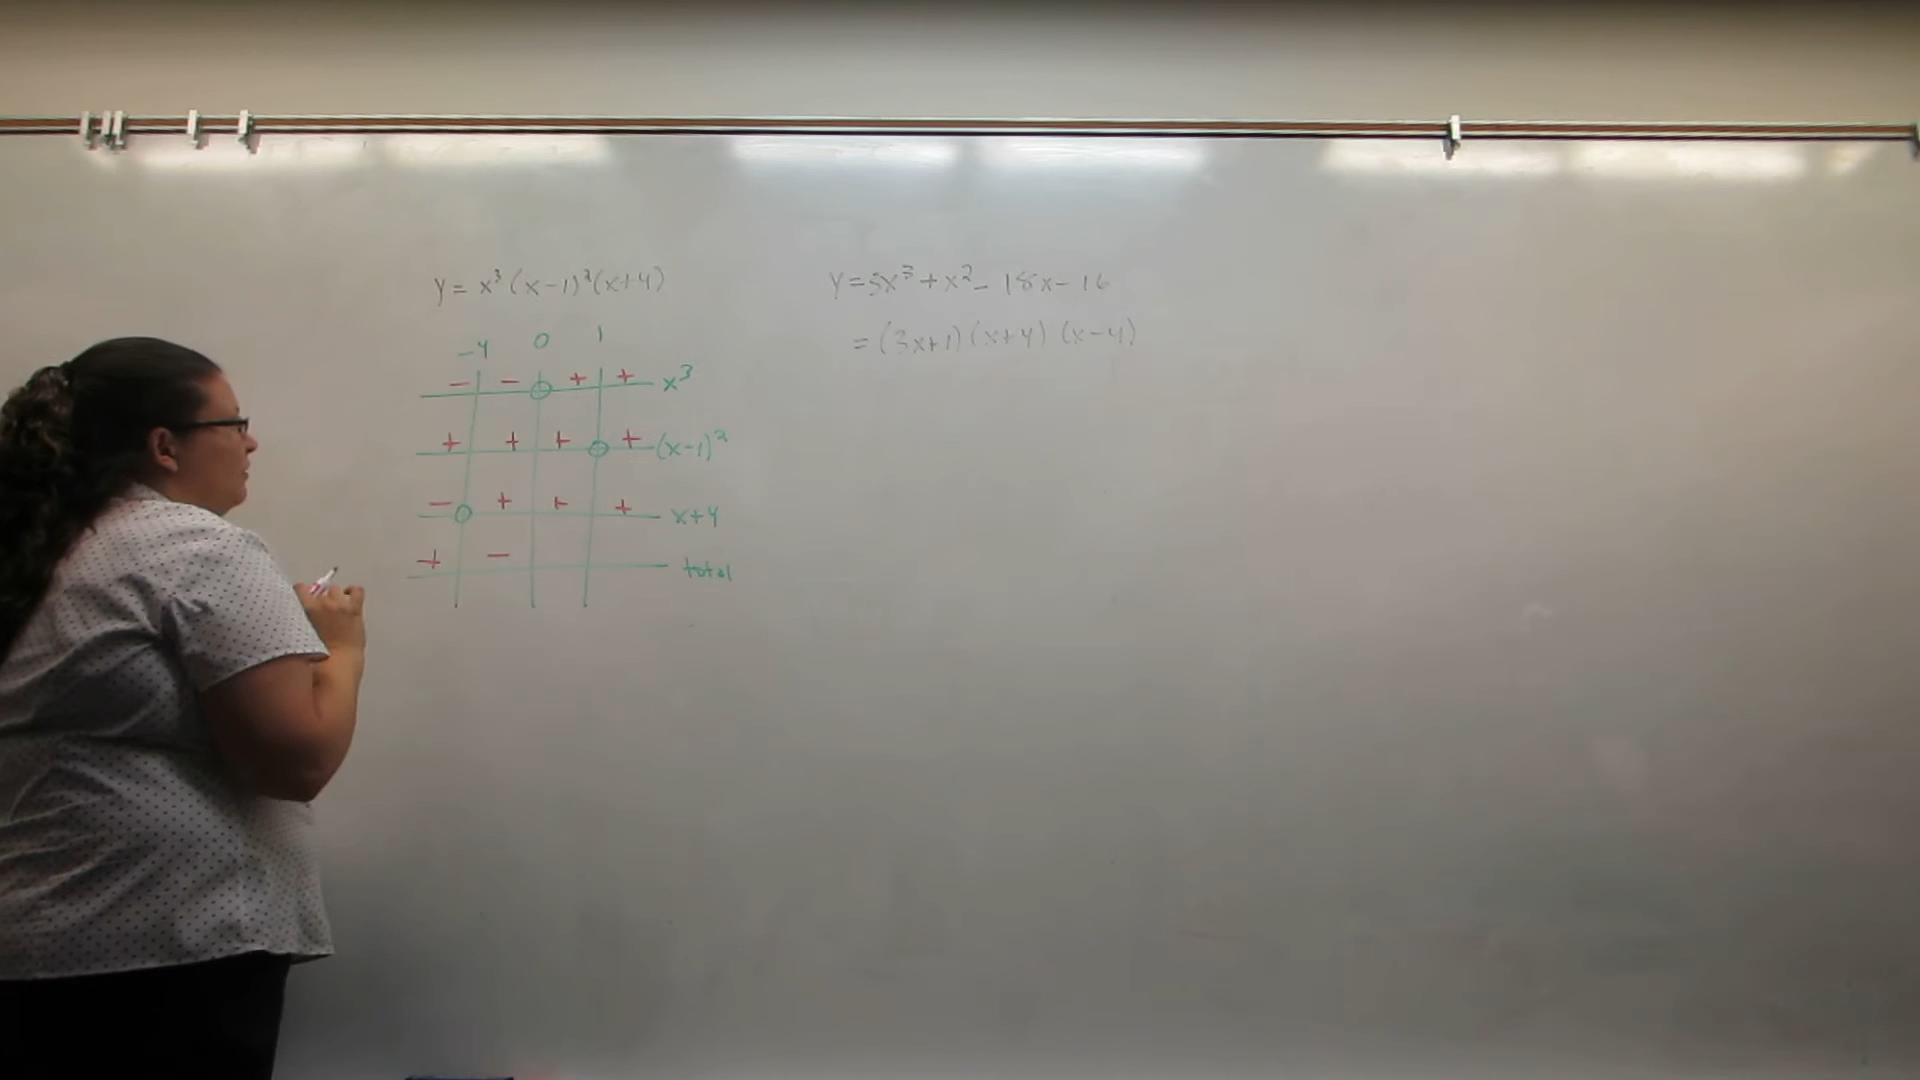 y = x³(x-1)²(x+4)
-4 0 1
- - + + x³
+ + + + (x-1)²
- + + + x+4
+ - total
y=3x³+x²-18x-16
=(3x+1)(x+4)(x-4)